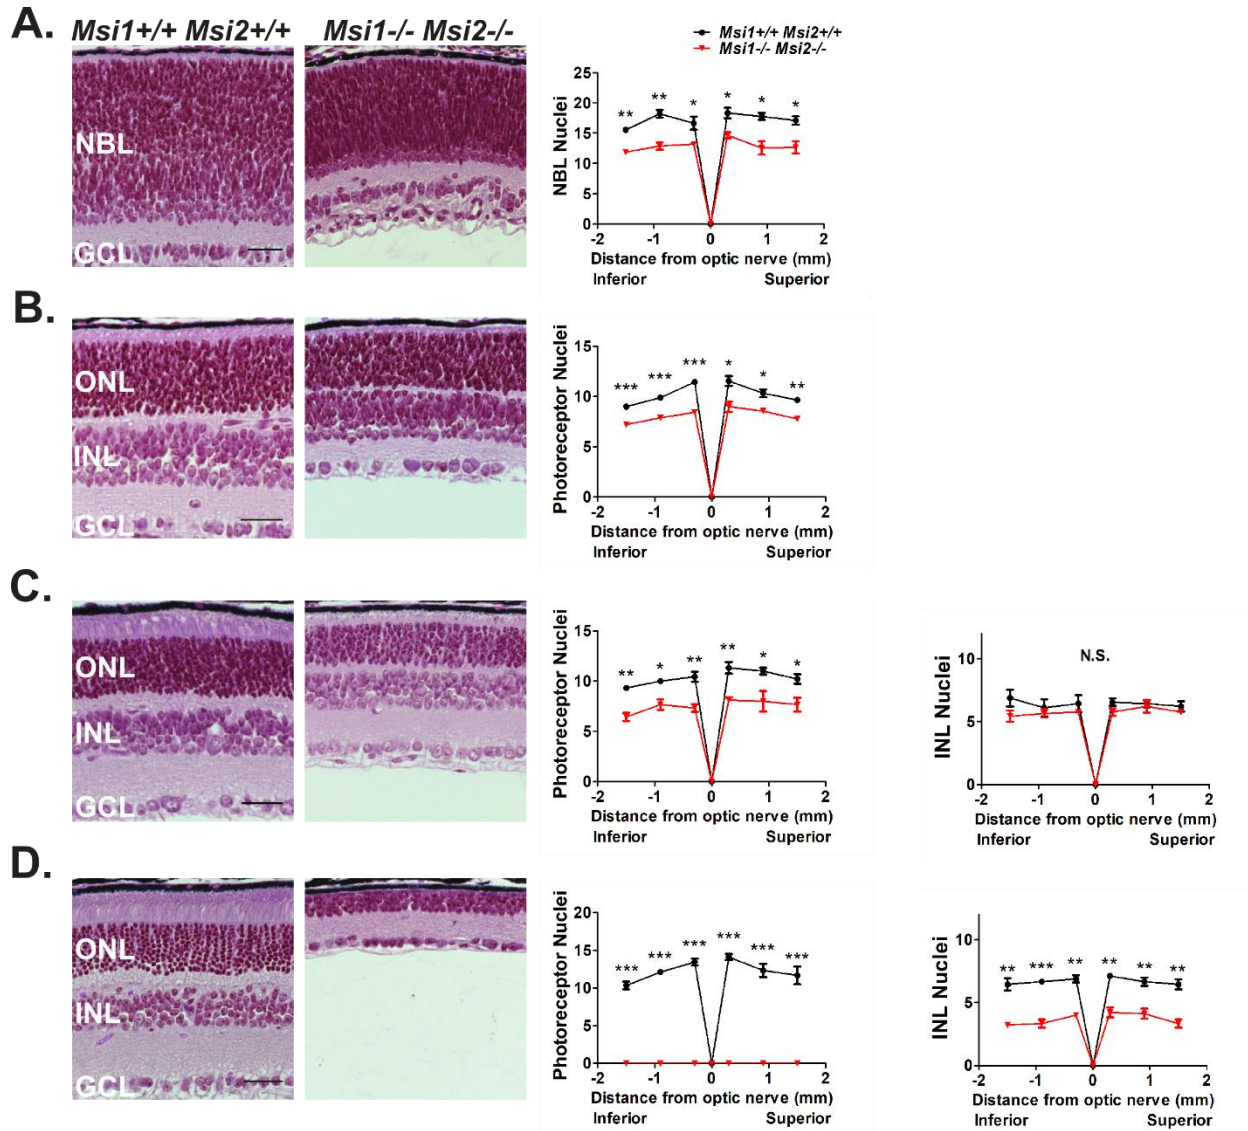 A.
Msi1+/+ Msi2+/+
Msi1-/- Msi2-/-
NBL
GCL
Msi1+/+ Msi2+/+
Msi1-/- Msi2-/-
NBL Nuclei
25
20
15
10
5
0
** ** * * * *
-2 -1 0 1 2
Distance from optic nerve (mm)
Inferior Superior
B.
ONL
INL
GCL
Photoreceptor Nuclei
15
10
5
0
*** *** *** * * **
-2 -1 0 1 2
Distance from optic nerve (mm)
Inferior Superior
C.
ONL
INL
GCL
Photoreceptor Nuclei
15
10
5
0
** * ** ** * *
-2 -1 0 1 2
Distance from optic nerve (mm)
Inferior Superior
INL Nuclei
10
5
0
N.S.
-2 -1 0 1 2
Distance from optic nerve (mm)
Inferior Superior
D.
ONL
INL
GCL
Photoreceptor Nuclei
20
15
10
5
0
*** *** *** *** *** ***
-2 -1 0 1 2
Distance from optic nerve (mm)
Inferior Superior
INL Nuclei
10
5
0
** *** ** ** ** **
-2 -1 0 1 2
Distance from optic nerve (mm)
Inferior Superior